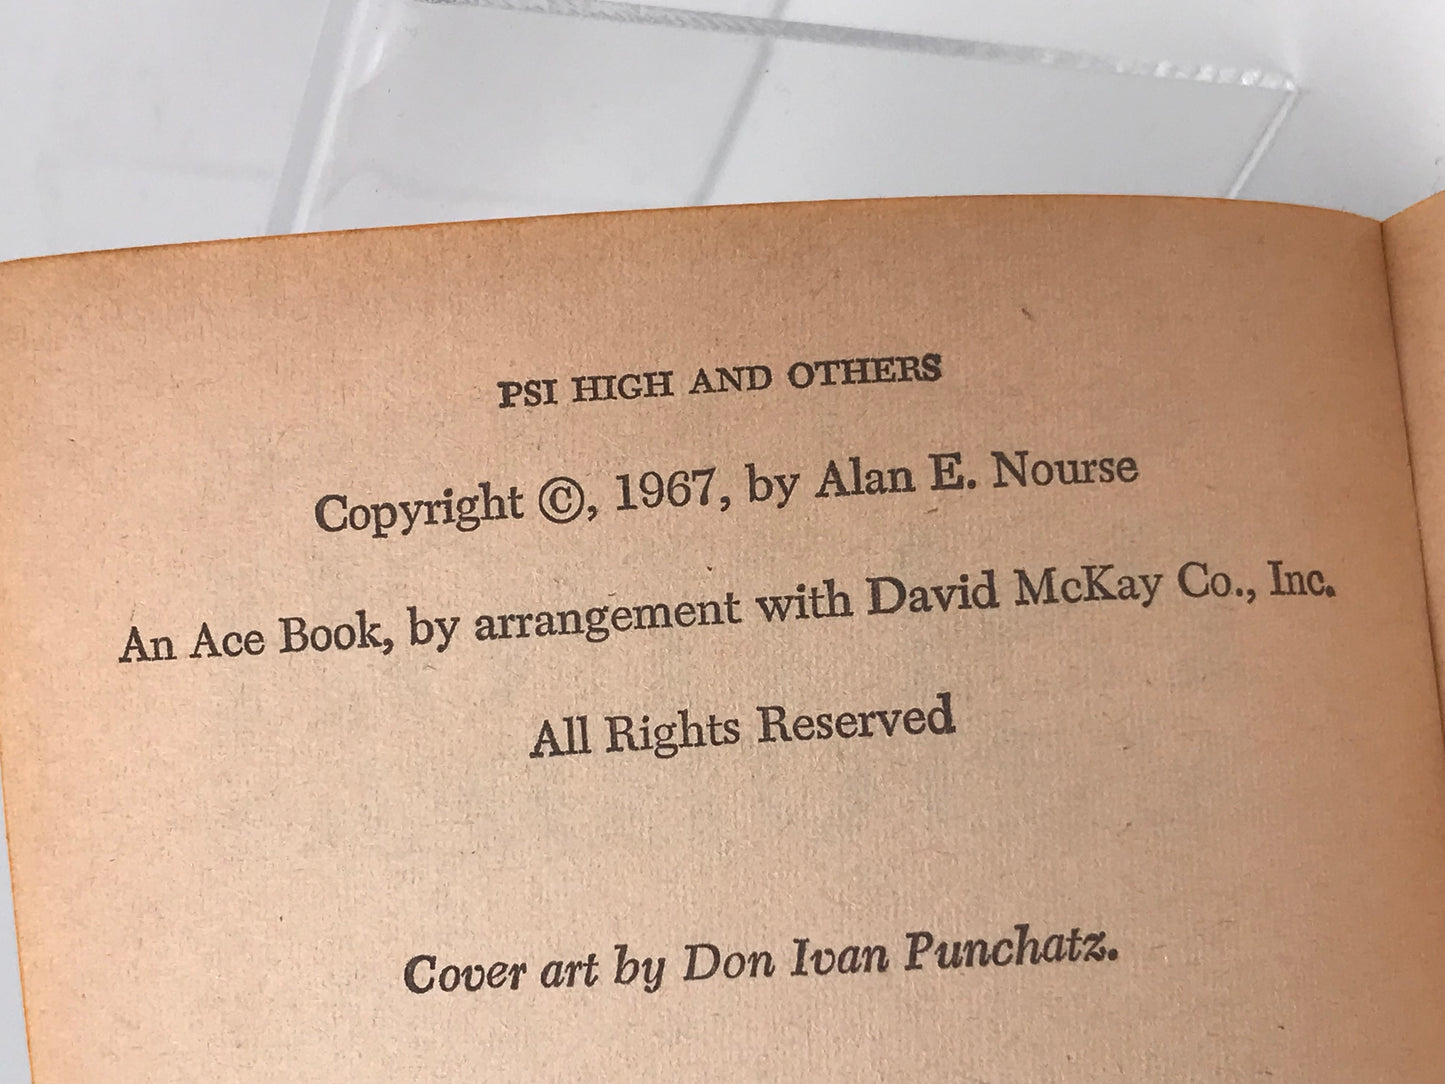 PSI HIGH AND OTHERS
Copyright ©, 1967, by Alan E. Nourse
An Ace Book, by arrangement with David McKay Co., Inc.
All Rights Reserved
Cover art by Don Ivan Punchatz.